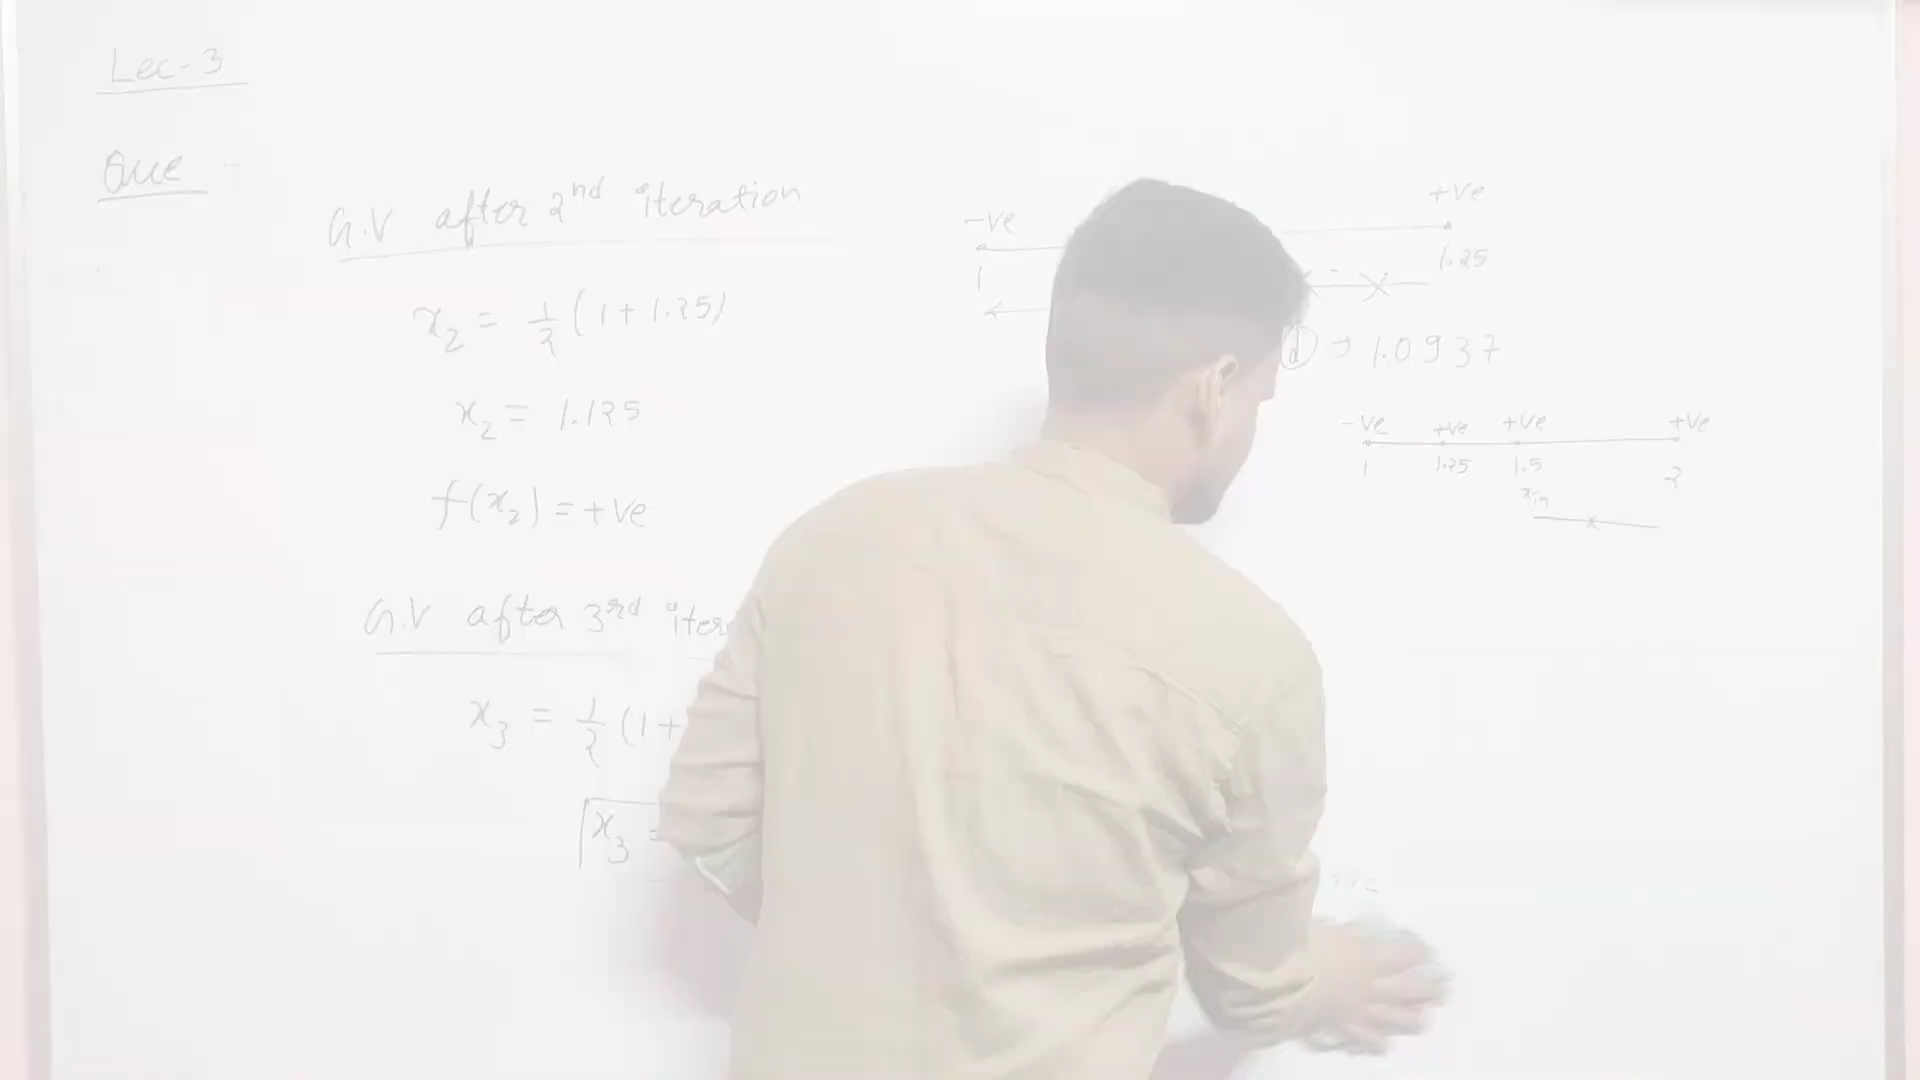 Lec-3
Que
G.V after 2nd iteration
x2 = 1/2 (1 + 1.25)
x2 = 1.125
f(x2) = +ve
G.V after 3rd iter
x3 = 1/2 (1 +
x3 =
-ve +ve
1 1.25
(d) → 1.0937
-ve +ve +ve +ve
1 1.25 1.5 2